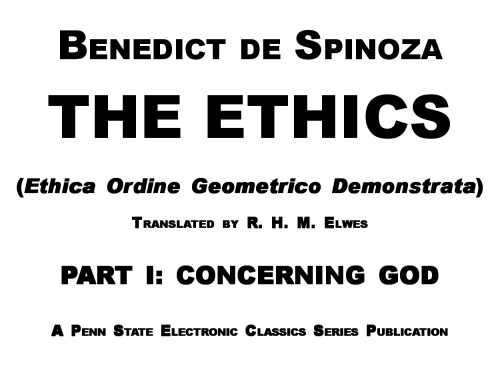 Benedict de Spinoza
THE ETHICS
(Ethica Ordine Geometrico Demonstrata)
Translated by R. H. M. Elwes
PART I: CONCERNING GOD
A Penn State Electronic Classics Series Publication